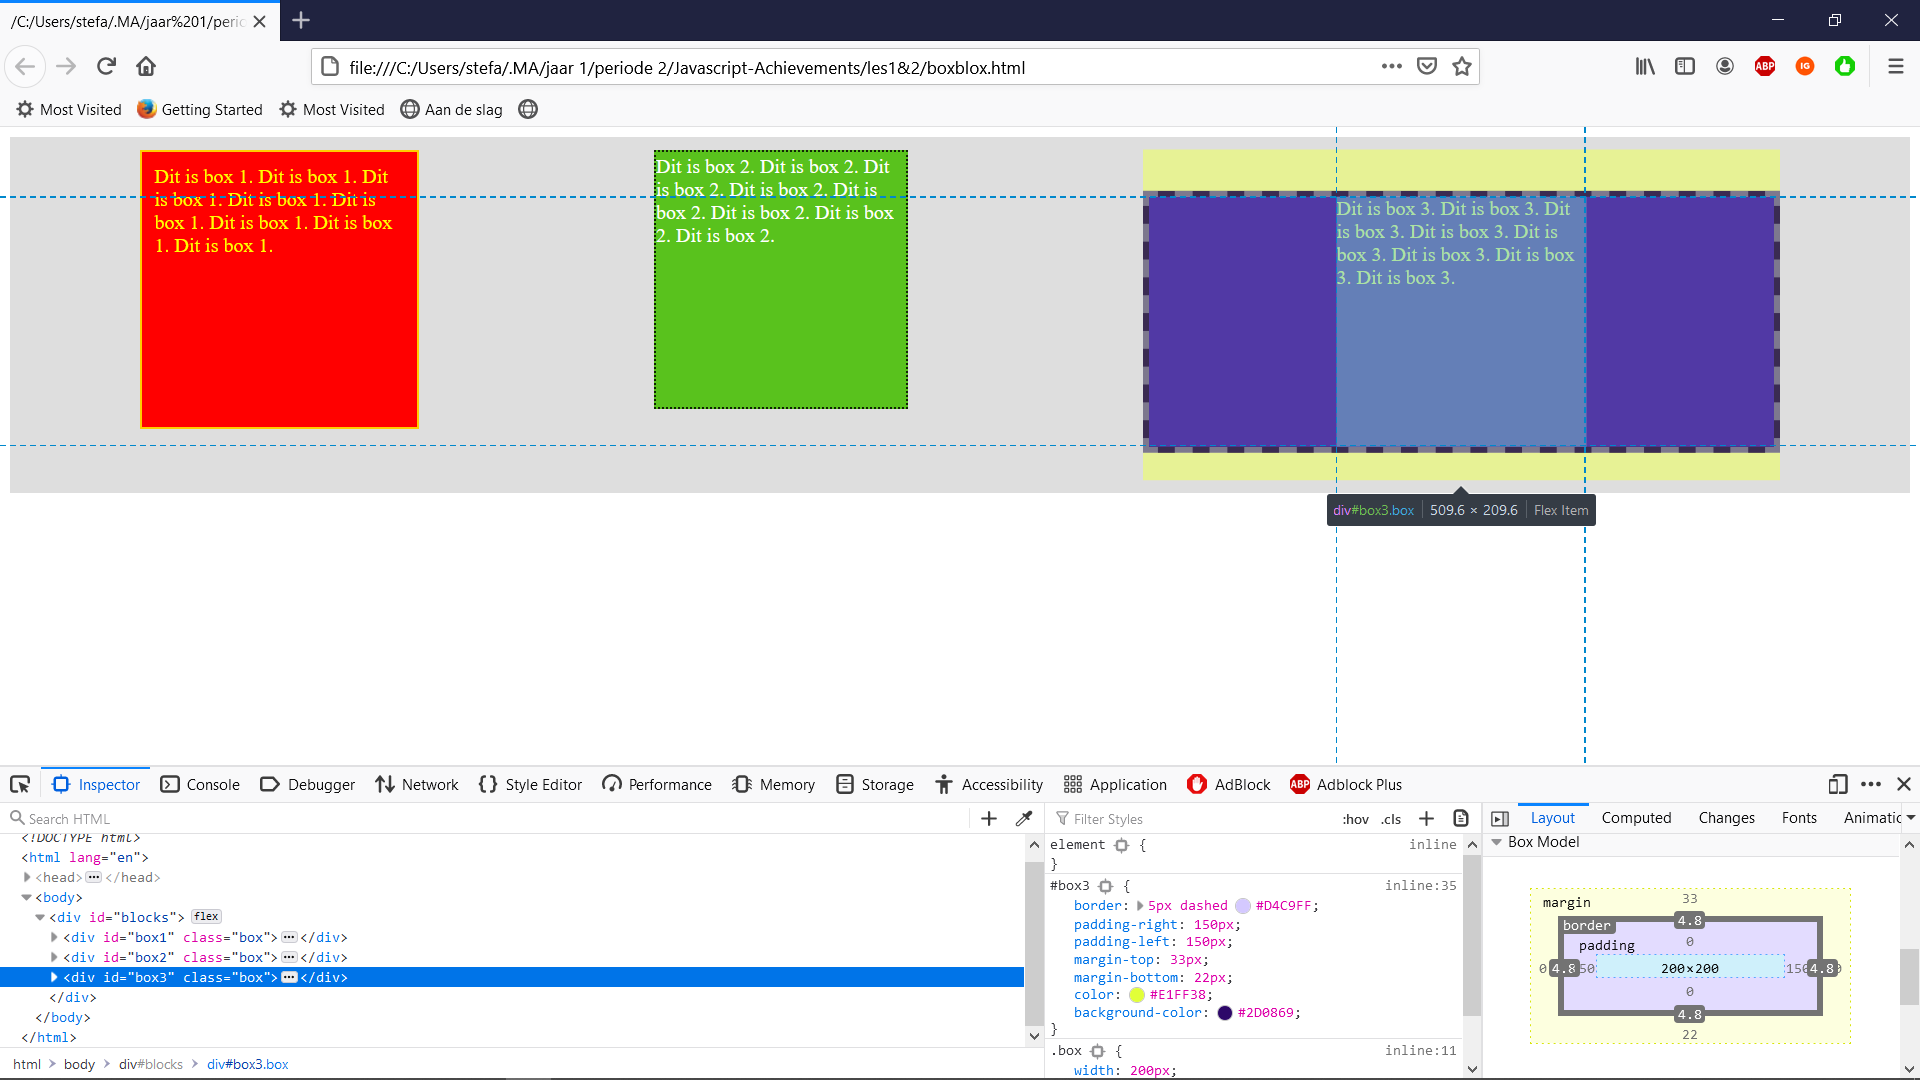 /C:/Users/stefa/.MA/jaar%201/perio
file:///C:/Users/stefa/.MA/jaar 1/periode 2/Javascript-Achievements/les1&2/boxblox.html
ABP
IG
Most Visited
Getting Started
Most Visited
Aan de slag
Dit is box 1. Dit is box 1. Dit
is box 1. Dit is box 1. Dit is
box 1. Dit is box 1. Dit is box
1. Dit is box 1.
Dit is box 2. Dit is box 2. Dit
is box 2. Dit is box 2. Dit is
box 2. Dit is box 2. Dit is box
2. Dit is box 2.
Dit is box 3. Dit is box 3. Dit
is box 3. Dit is box 3. Dit is
box 3. Dit is box 3. Dit is box
3. Dit is box 3.
div#box3.box 509.6 × 209.6 Flex Item
Inspector Console Debugger Network Style Editor Performance Memory Storage Accessibility Application AdBlock ABP Adblock Plus
Search HTML
<!DOCTYPE html>
<html lang="en">
<head></head>
<body>
<div id="blocks"> flex
<div id="box1" class="box"></div>
<div id="box2" class="box"></div>
<div id="box3" class="box"></div>
</div>
</body>
</html>
html > body > div#blocks > div#box3.box
Filter Styles :hov .cls
element { inline
}
#box3 { inline:35
border: 5px dashed #D4C9FF;
padding-right: 150px;
padding-left: 150px;
margin-top: 33px;
margin-bottom: 22px;
color: #E1FF38;
background-color: #2D0869;
}
.box { inline:11
width: 200px;
Layout Computed Changes Fonts Animatic
Box Model
margin 33
border 4.8
padding 0
0 4.8 50 200×200 150 4.8
0
4.8
22